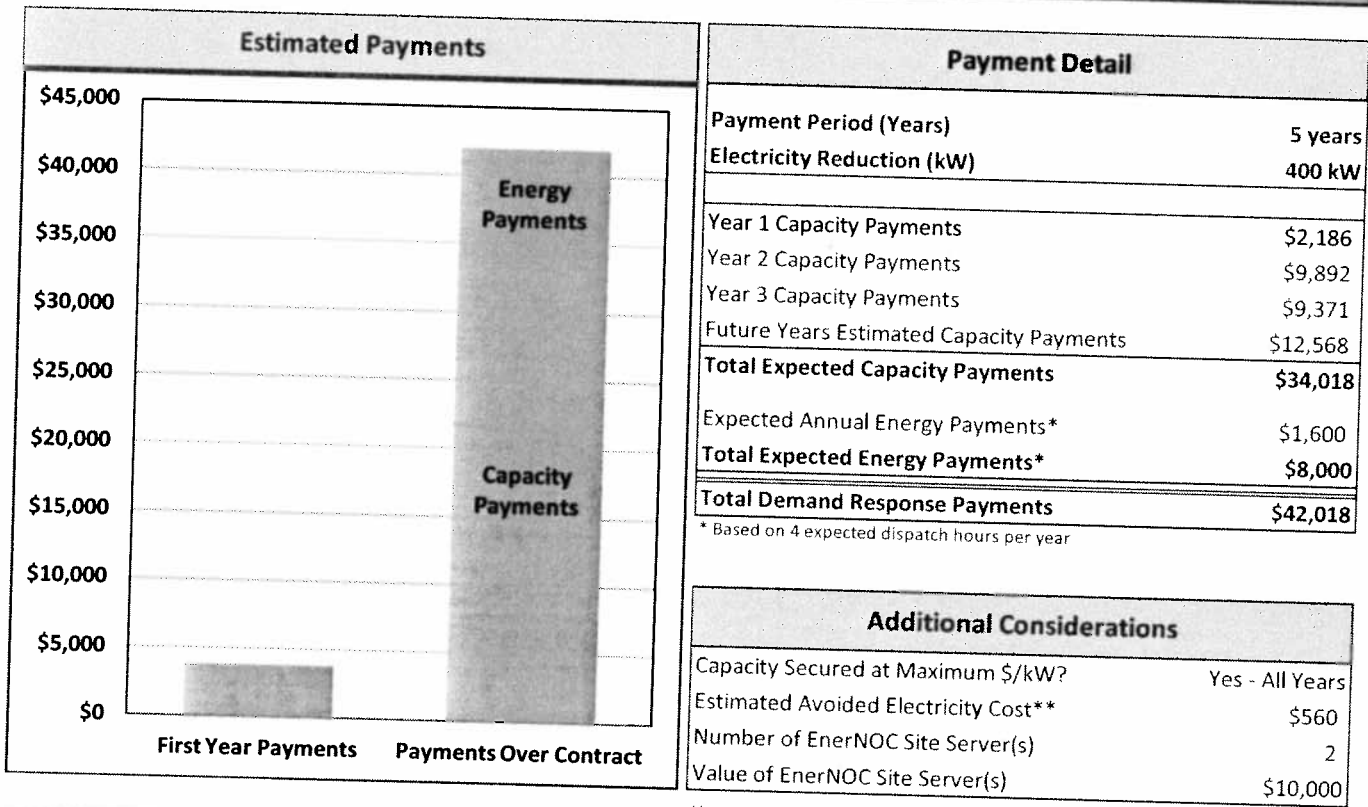 Estimated Payments
$45,000
$40,000
$35,000
$30,000
$25,000
$20,000
$15,000
$10,000
$5,000
$0
Energy
Payments
Capacity
Payments
First Year Payments Payments Over Contract
Payment Detail
Payment Period (Years) 5 years
Electricity Reduction (kW) 400 kW
Year 1 Capacity Payments $2,186
Year 2 Capacity Payments $9,892
Year 3 Capacity Payments $9,371
Future Years Estimated Capacity Payments $12,568
Total Expected Capacity Payments $34,018
Expected Annual Energy Payments* $1,600
Total Expected Energy Payments* $8,000
Total Demand Response Payments $42,018
* Based on 4 expected dispatch hours per year
Additional Considerations
Capacity Secured at Maximum $/kW? Yes - All Years
Estimated Avoided Electricity Cost** $560
Number of EnerNOC Site Server(s) 2
Value of EnerNOC Site Server(s) $10,000